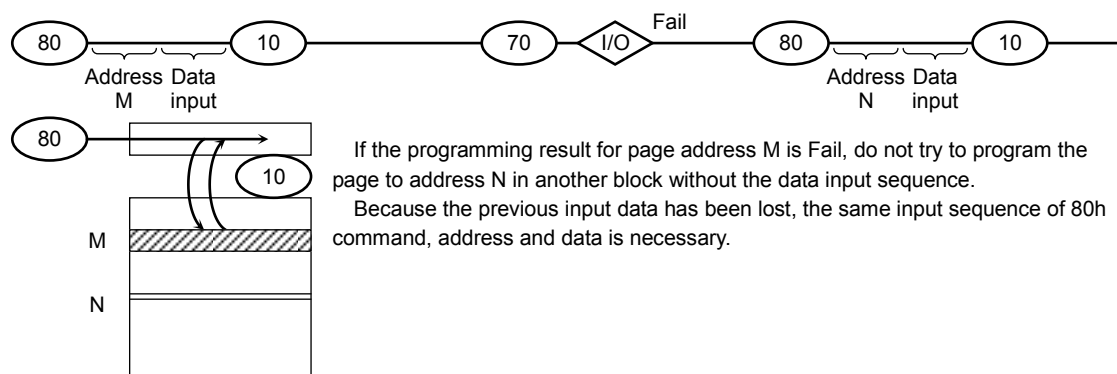 Fail
80 10 70 I/O 80 10
Address Data Address Data
M input N input
80
10
If the programming result for page address M is Fail, do not try to program the
page to address N in another block without the data input sequence.
Because the previous input data has been lost, the same input sequence of 80h
command, address and data is necessary.
M
N